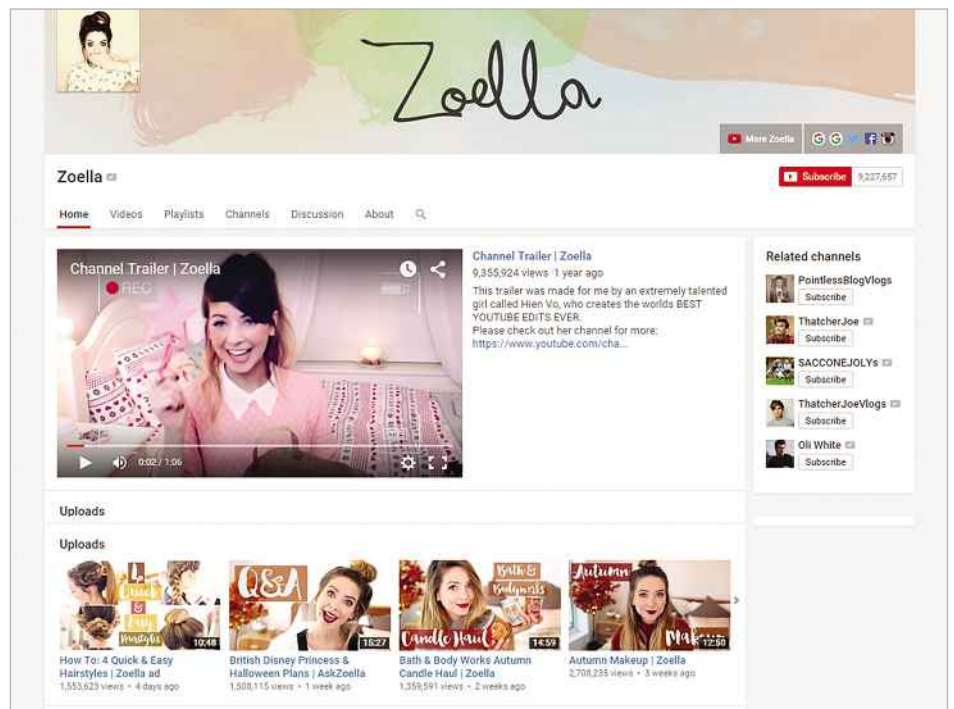 Zoella
More Zoella
Zoella
Subscribe 9,227,657
Home Videos Playlists Channels Discussion About
Channel Trailer | Zoella
REC
0:02 / 1:06
Channel Trailer | Zoella
9,355,924 views 1 year ago
This trailer was made for me by an extremely talented
girl called Hien Vo, who creates the worlds BEST
YOUTUBE EDITS EVER.
Please check out her channel for more:
https://www.youtube.com/cha...
Related channels
PointlessBlogVlogs
Subscribe
ThatcherJoe
Subscribe
SACCONEJOLYs
Subscribe
ThatcherJoeVlogs
Subscribe
Oli White
Subscribe
Uploads
Uploads
4
Quick
&
Easy
Hairstyles
10:48
How To: 4 Quick & Easy
Hairstyles | Zoella ad
1,553,623 views • 4 days ago
Q&A
15:27
British Disney Princess &
Halloween Plans | AskZoella
1,508,115 views • 1 week ago
Bath &
Bodyworks
Candle Haul
14:59
Bath & Body Works Autumn
Candle Haul | Zoella
1,359,591 views • 2 weeks ago
Autumn
Makeup
12:50
Autumn Makeup | Zoella
2,708,235 views • 3 weeks ago